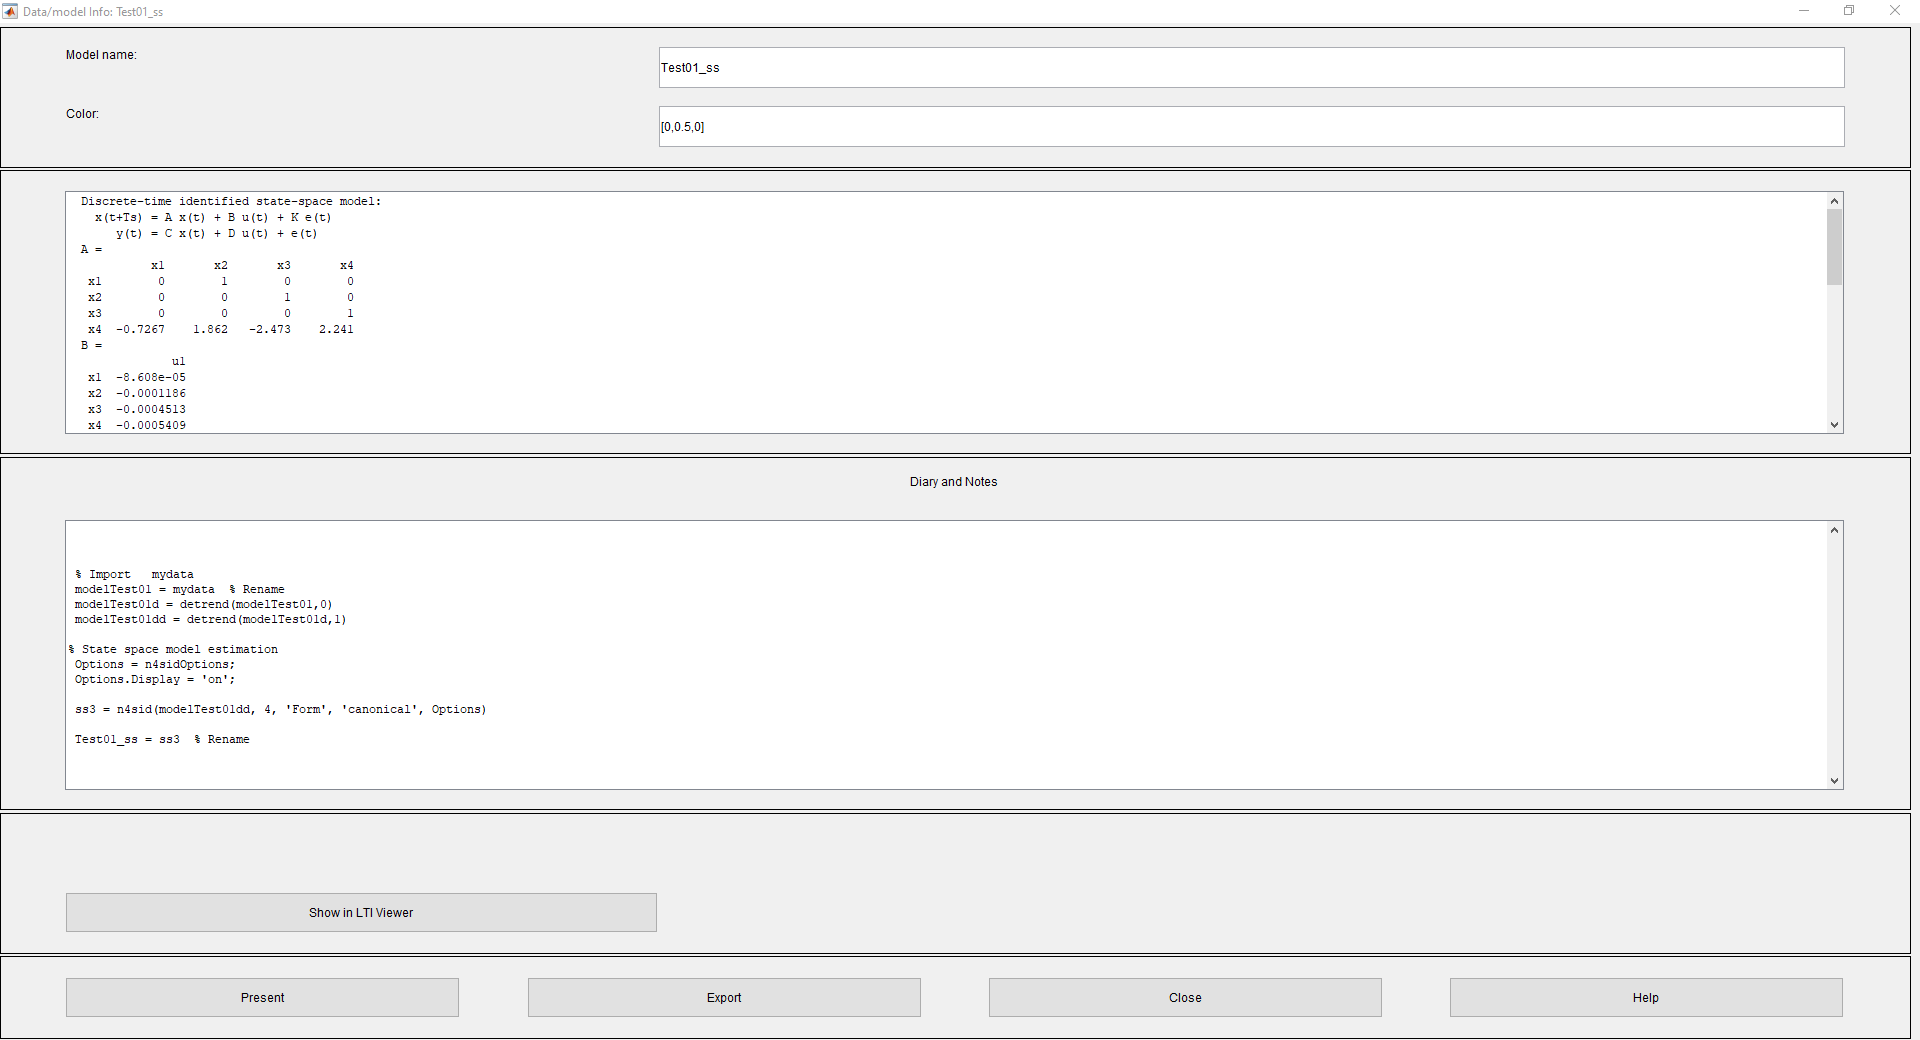 Data/model Info: Test01_ss
Model name:
Test01_ss
Color:
[0,0.5,0]
Discrete-time identified state-space model:
x(t+Ts) = A x(t) + B u(t) + K e(t)
y(t) = C x(t) + D u(t) + e(t)
A =
x1 x2 x3 x4
x1 0 1 0 0
x2 0 0 1 0
x3 0 0 0 1
x4 -0.7267 1.862 -2.473 2.241
B =
u1
x1 -8.608e-05
x2 -0.0001186
x3 -0.0004513
x4 -0.0005409
Diary and Notes
% Import mydata
modelTest01 = mydata % Rename
modelTest01d = detrend(modelTest01,0)
modelTest01dd = detrend(modelTest01d,1)
% State space model estimation
Options = n4sidOptions;
Options.Display = 'on';
ss3 = n4sid(modelTest01dd, 4, 'Form', 'canonical', Options)
Test01_ss = ss3 % Rename
Show in LTI Viewer
Present Export Close Help